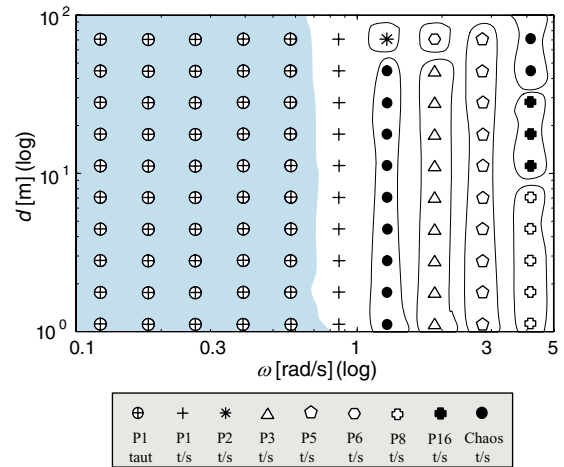 10²
10¹
10⁰
d [m] (log)
0.1 0.3 1 3 5
ω [rad/s] (log)
P1 P1 P2 P3 P5 P6 P8 P16 Chaos
taut t/s t/s t/s t/s t/s t/s t/s t/s